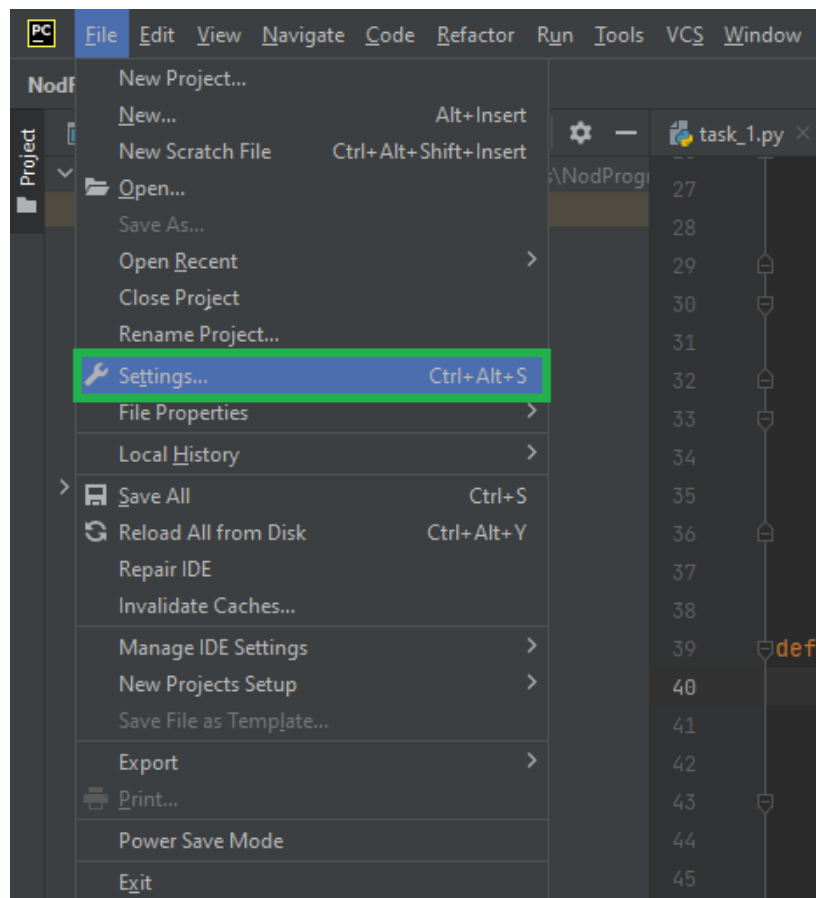 PC File Edit View Navigate Code Refactor Run Tools VCS Window
New Project...
New... Alt+Insert
New Scratch File Ctrl+Alt+Shift+Insert
Open...
Save As...
Open Recent
Close Project
Rename Project...
Settings... Ctrl+Alt+S
File Properties
Local History
Save All Ctrl+S
Reload All from Disk Ctrl+Alt+Y
Repair IDE
Invalidate Caches...
Manage IDE Settings
New Projects Setup
Save File as Template...
Export
Print...
Power Save Mode
Exit
Project
task_1.py
27
28
29
30
31
32
33
34
35
36
37
38
39 def
40
41
42
43
44
45